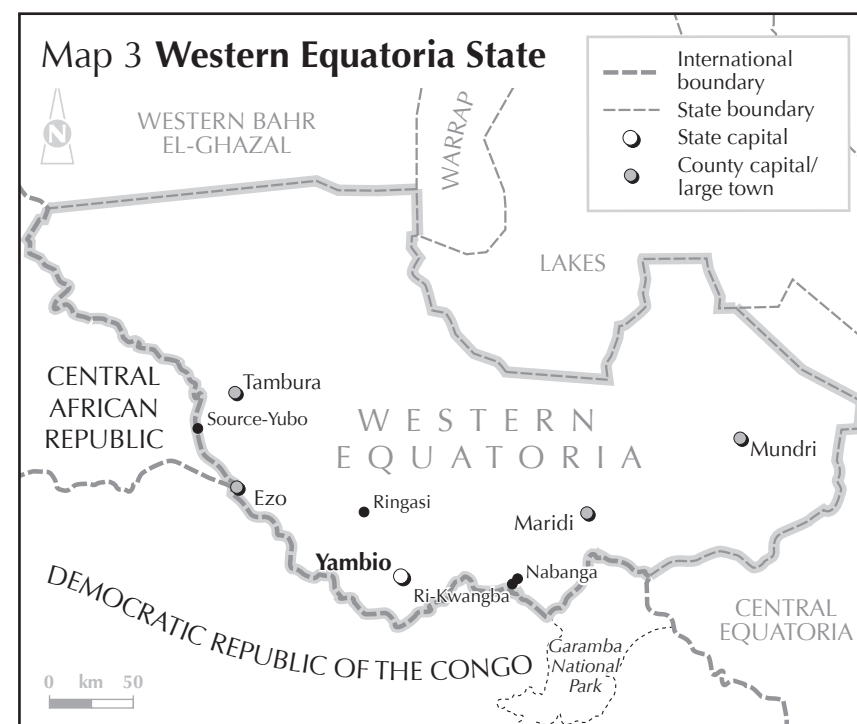 Map 3 Western Equatoria State
International
boundary
State boundary
State capital
County capital/
large town
N
WESTERN BAHR
EL-GHAZAL
WARRAP
LAKES
CENTRAL
AFRICAN
REPUBLIC
Tambura
Source-Yubo
WESTERN
EQUATORIA
Mundri
Ezo
Ringasi
Maridi
Yambio
Nabanga
Ri-Kwangba
DEMOCRATIC REPUBLIC OF THE CONGO
CENTRAL
EQUATORIA
Garamba
National
Park
0 km 50